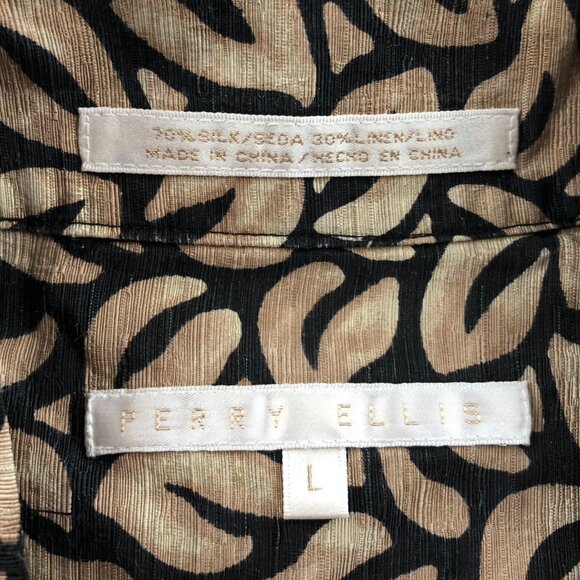 70%SILK/SEDA 30%LINEN/LINO
MADE IN CHINA / HECHO EN CHINA
PERRY ELLIS
L